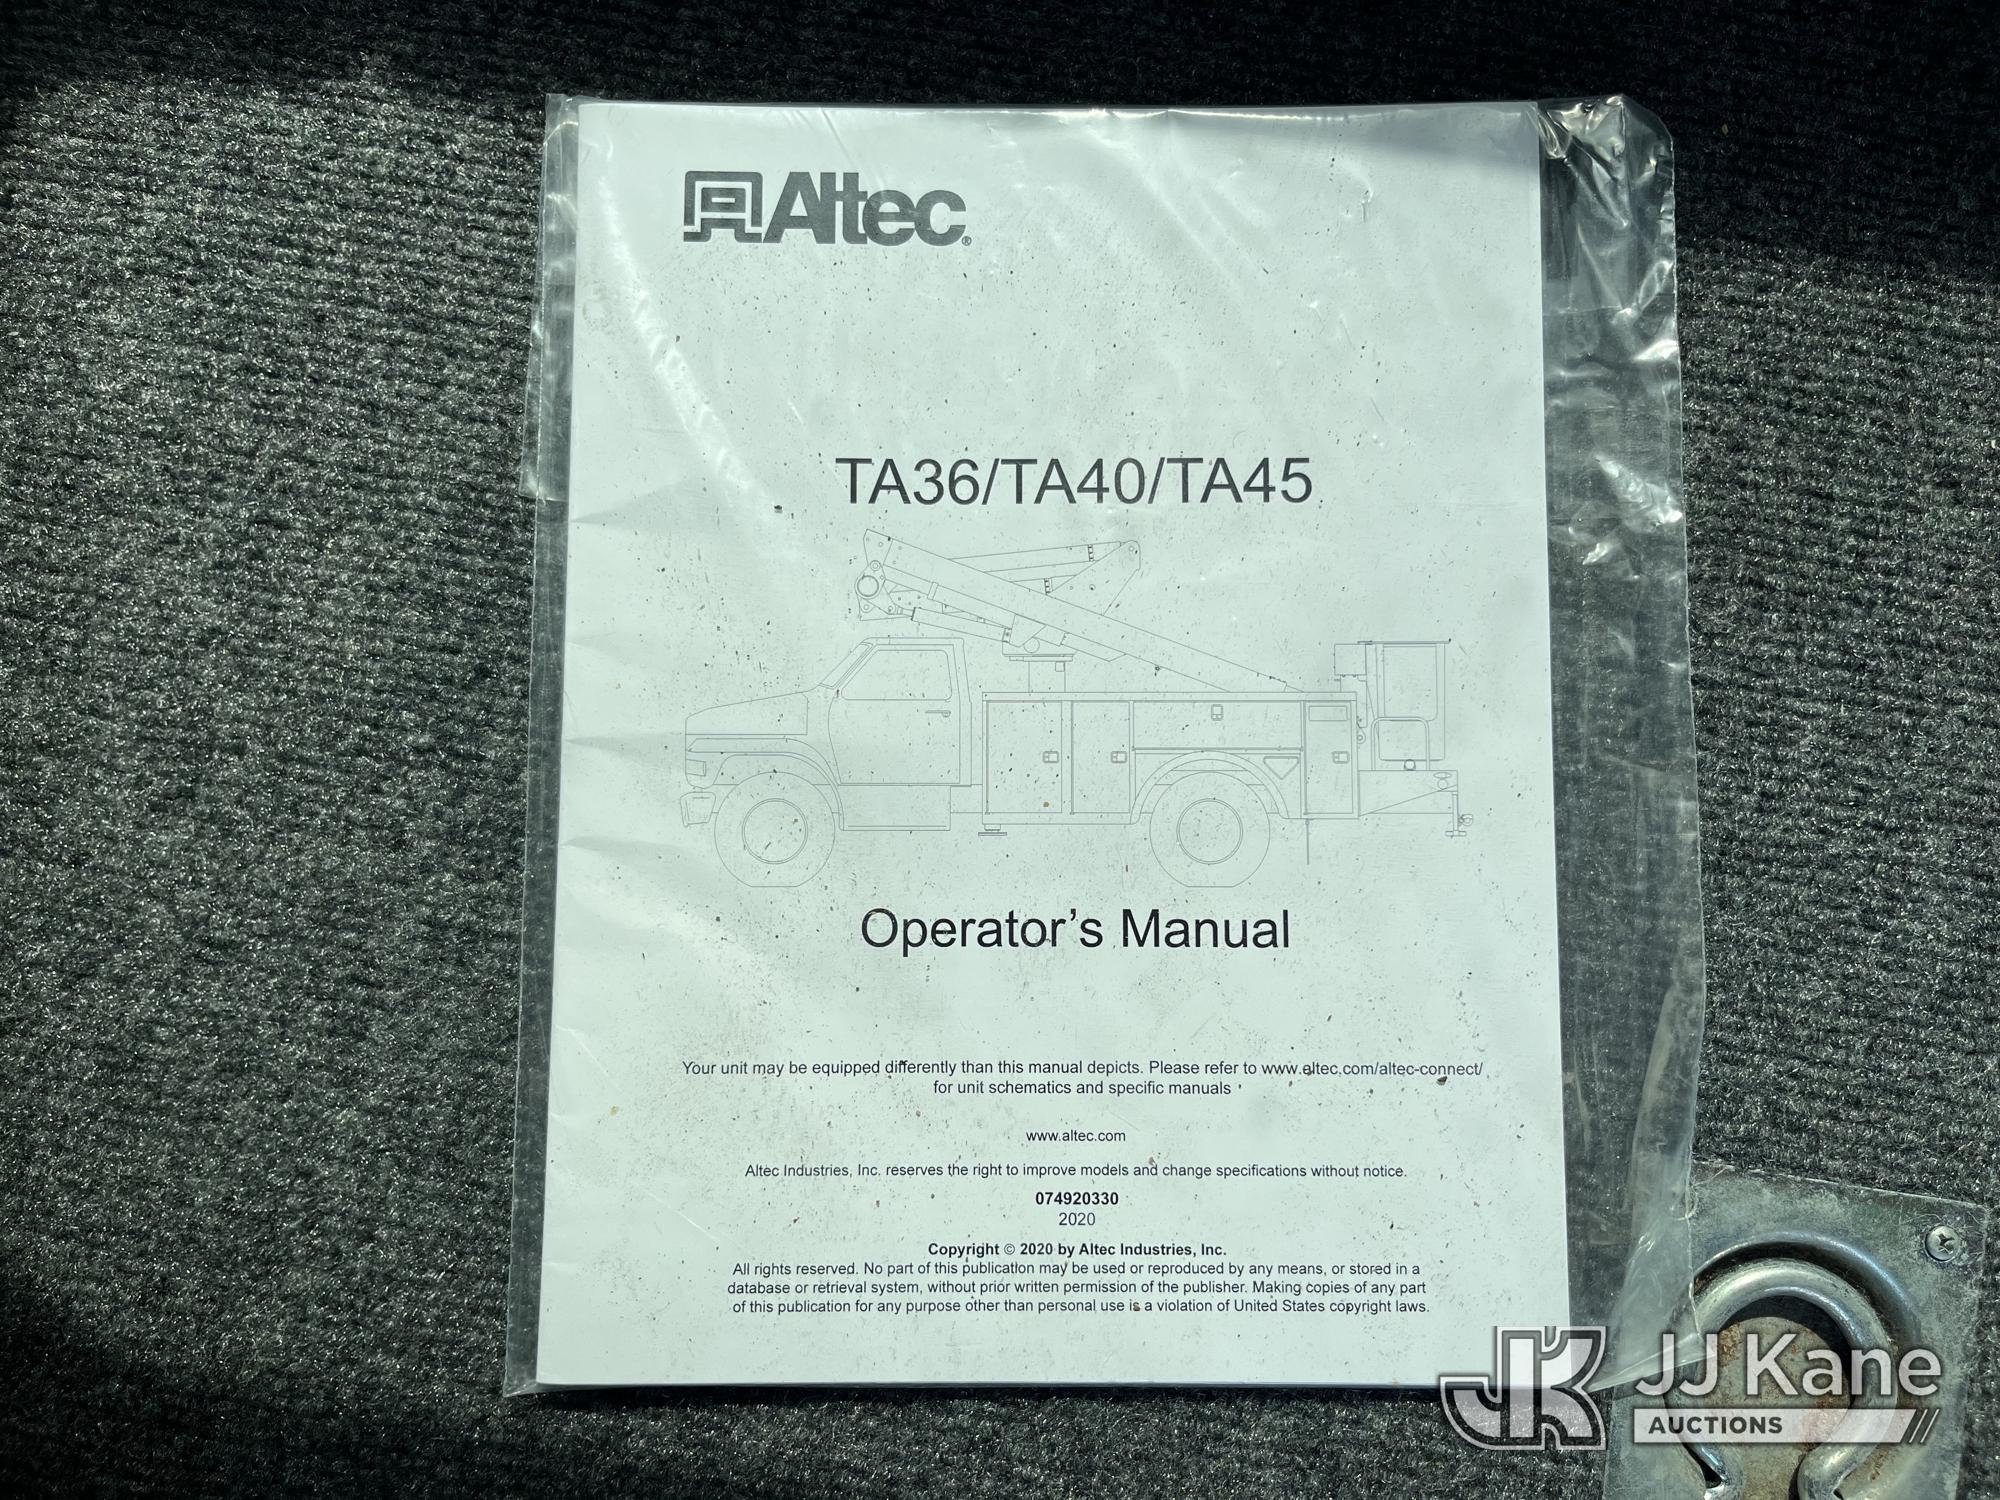 Altec®
TA36/TA40/TA45
Operator's Manual
Your unit may be equipped differently than this manual depicts. Please refer to www.altec.com/altec-connect/
for unit schematics and specific manuals
www.altec.com
Altec Industries, Inc. reserves the right to improve models and change specifications without notice.
074920330
2020
Copyright © 2020 by Altec Industries, Inc.
All rights reserved. No part of this publication may be used or reproduced by any means, or stored in a
database or retrieval system, without prior written permission of the publisher. Making copies of any part
of this publication for any purpose other than personal use is a violation of United States copyright laws.
JK JJ Kane
AUCTIONS